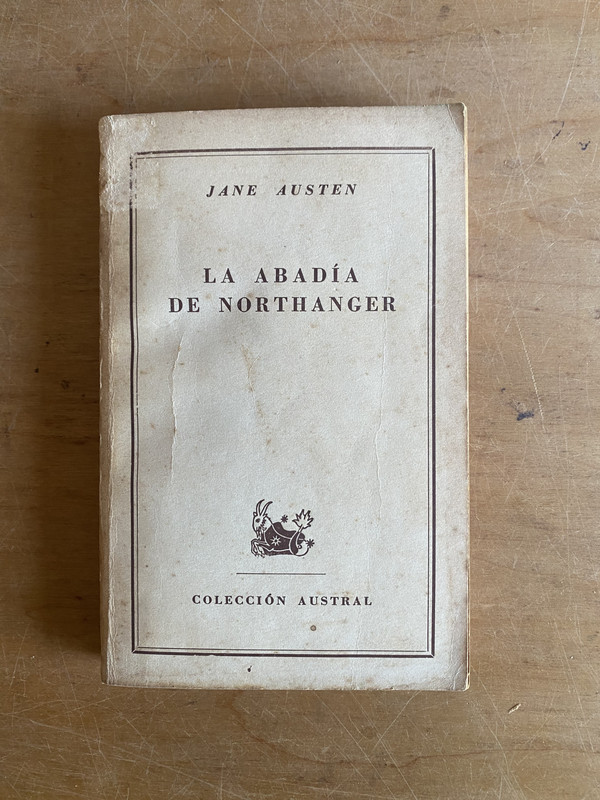 JANE AUSTEN
LA ABADÍA
DE NORTHANGER
COLECCIÓN AUSTRAL